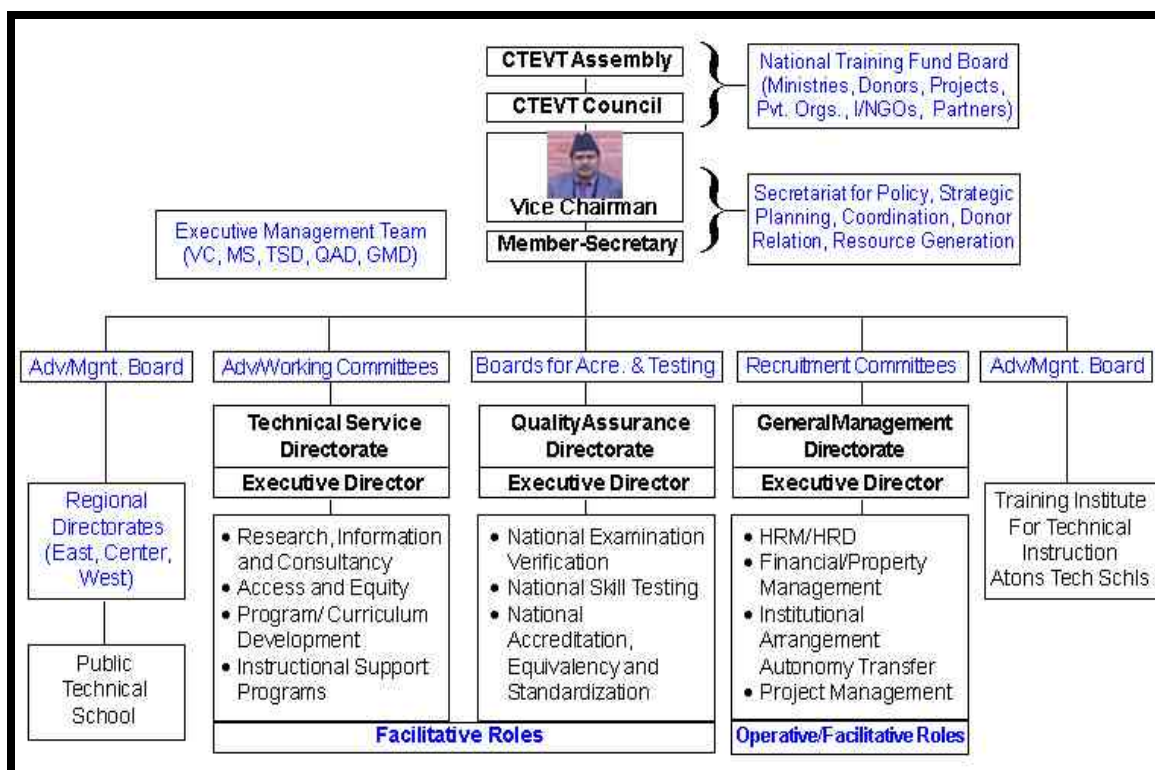 CTEVT Assembly
CTEVT Council
Vice Chairman
Member-Secretary
National Training Fund Board
(Ministries, Donors, Projects,
Pvt. Orgs., I/NGOs, Partners)
Secretariat for Policy, Strategic
Planning, Coordination, Donor
Relation, Resource Generation
Executive Management Team
(VC, MS, TSD, QAD, GMD)
Adv/Mgnt. Board
Regional
Directorates
(East, Center,
West)
Public
Technical
School
Adv/Working Committees
Technical Service
Directorate
Executive Director
• Research, Information
and Consultancy
• Access and Equity
• Program/ Curriculum
Development
• Instructional Support
Programs
Boards for Acre. & Testing
Quality Assurance
Directorate
Executive Director
• National Examination
Verification
• National Skill Testing
• National
Accreditation,
Equivalency and
Standardization
Facilitative Roles
Recruitment Committees
General Management
Directorate
Executive Director
• HRM/HRD
• Financial/Property
Management
• Institutional
Arrangement
Autonomy Transfer
• Project Management
Operative/Facilitative Roles
Adv/Mgnt. Board
Training Institute
For Technical
Instruction
Atons Tech Schls